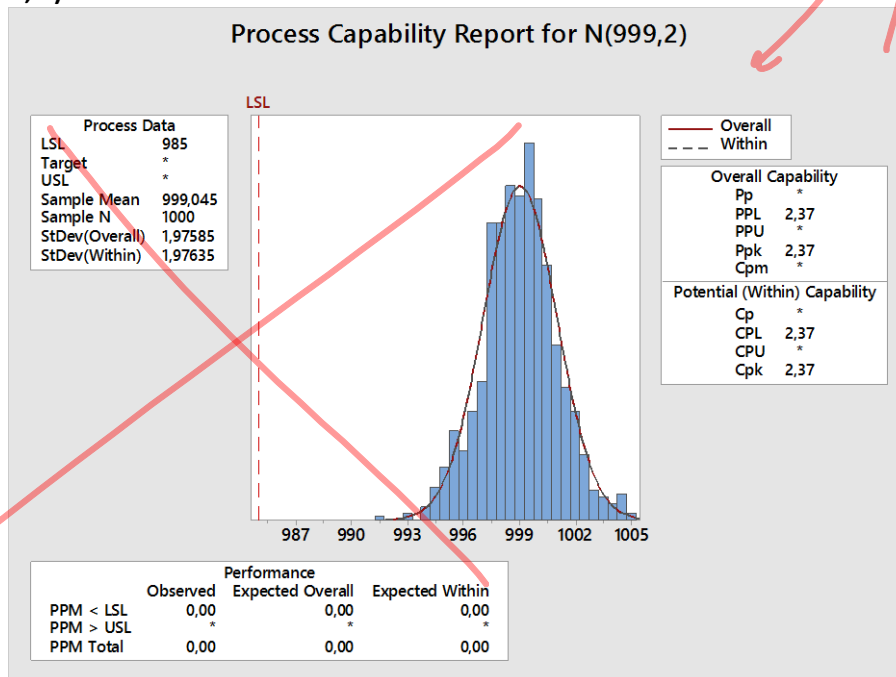 Process Capability Report for N(999,2)
LSL
Process Data
LSL 985
Target *
USL *
Sample Mean 999,045
Sample N 1000
StDev(Overall) 1,97585
StDev(Within) 1,97635
Overall
Within
Overall Capability
Pp *
PPL 2,37
PPU *
Ppk 2,37
Cpm *
Potential (Within) Capability
Cp *
CPL 2,37
CPU *
Cpk 2,37
987 990 993 996 999 1002 1005
Performance
Observed Expected Overall Expected Within
PPM < LSL 0,00 0,00 0,00
PPM > USL * * *
PPM Total 0,00 0,00 0,00